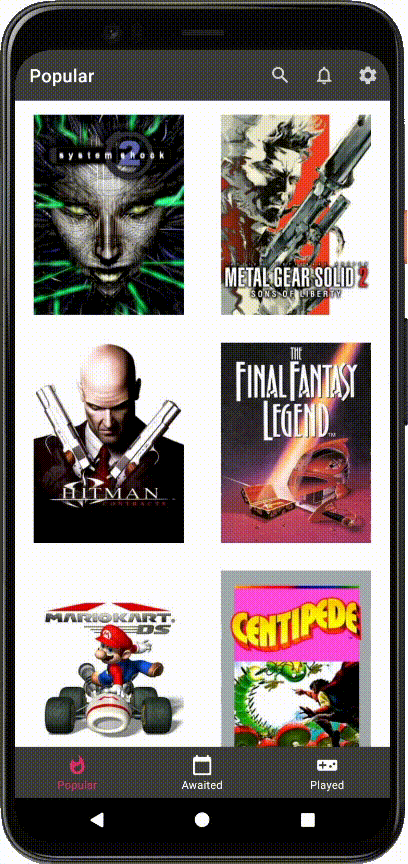 Popular
system shock
2
METAL GEAR SOLID 2
SONS OF LIBERTY
HITMAN
CONTRACTS
THE
FINAL FANTASY
LEGEND™
MARIOKART
DS
CENTIPEDE
Popular
Awaited
Played